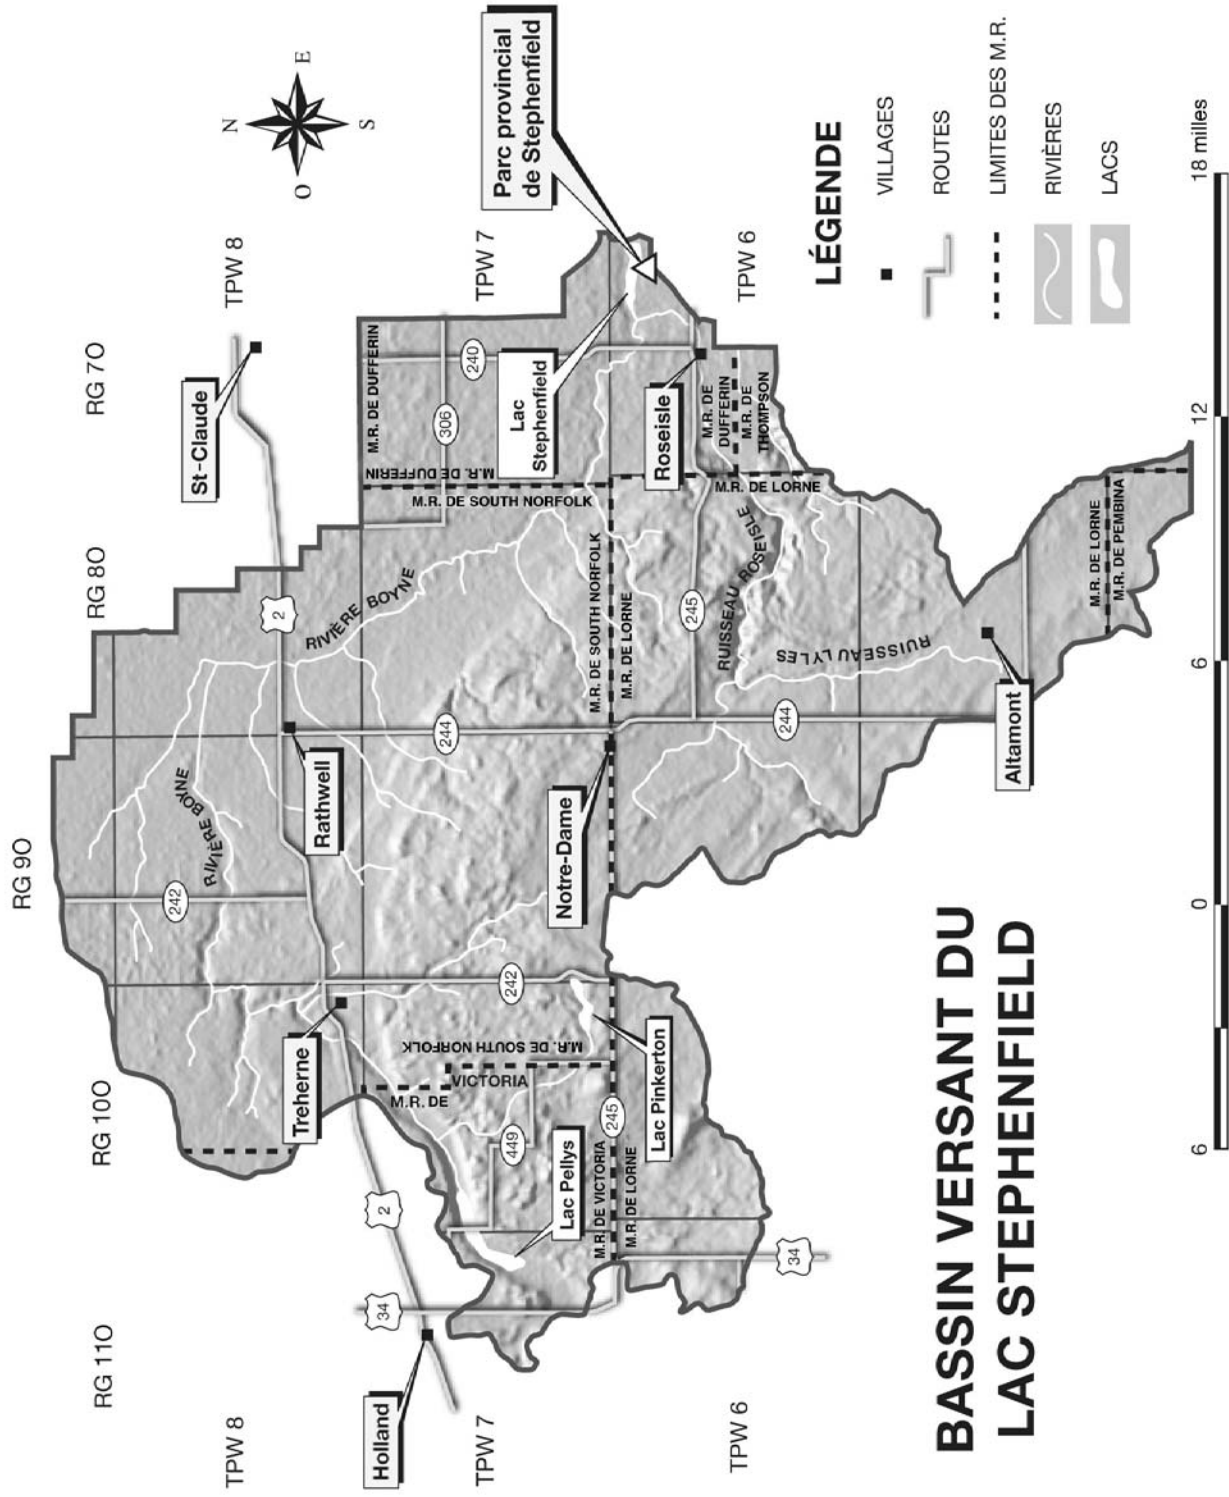 RG 11O
RG 10O
RG 9O
RG 8O
RG 7O
N
O
E
S
TPW 8
TPW 8
TPW 7
TPW 7
TPW 6
TPW 6
St-Claude
Rathwell
Treherne
Holland
Notre-Dame
Lac Pinkerton
Lac Pellys
Roseisle
Altamont
Lac
Stephenfield
Parc provincial
de Stephenfield
RIVIÈRE BOYNE
RIVIÈRE BOYNE
RUISSEAU ROSEISLE
RUISSEAU LYLES
M.R. DE DUFFERIN
M.R. DE DUFFERIN
M.R. DE SOUTH NORFOLK
M.R. DE SOUTH NORFOLK
M.R. DE LORNE
M.R. DE SOUTH NORFOLK
M.R. DE
VICTORIA
M.R. DE VICTORIA
M.R. DE LORNE
M.R. DE
DUFFERIN
M.R. DE
THOMPSON
M.R. DE LORNE
M.R. DE LORNE
M.R. DE PEMBINA
2
2
34
34
242
242
244
244
245
245
449
306
240
BASSIN VERSANT DU
LAC STEPHENFIELD
LÉGENDE
VILLAGES
ROUTES
LIMITES DES M.R.
RIVIÈRES
LACS
6
0
6
12
18 milles